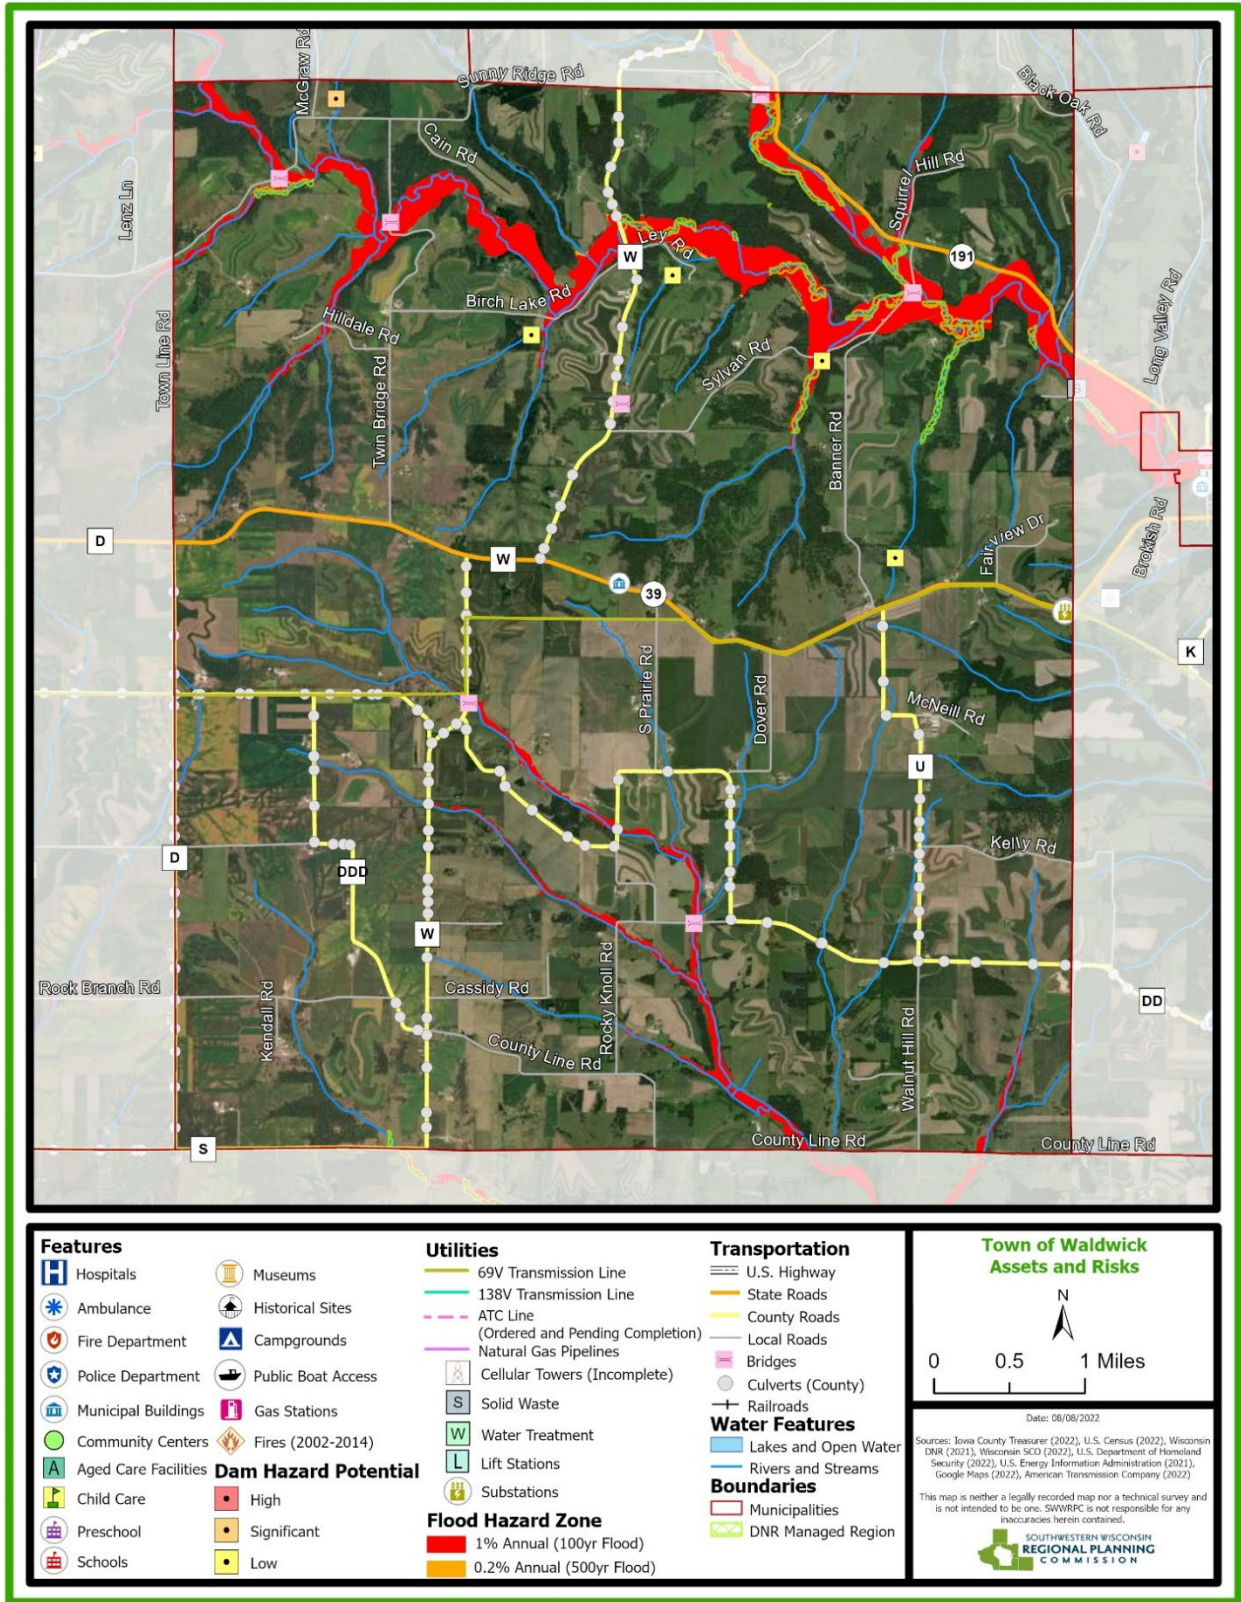 McGraw Rd
Sunny Ridge Rd
Black Oak Rd
Cain Rd
Squirrel Hill Rd
Lenz Ln
Ley Rd
W
191
Birch Lake Rd
Long Valley Rd
Hilldale Rd
Town Line Rd
Sylvan Rd
Twin Bridge Rd
Banner Rd
S
Fairview Dr
Brokish Rd
D
W
39
K
S Prairie Rd
Dover Rd
McNeill Rd
U
Kelly Rd
D
DDD
W
Rock Branch Rd
Cassidy Rd
Rocky Knoll Rd
DD
Kendall Rd
County Line Rd
Walnut Hill Rd
S
County Line Rd
County Line Rd
Features
H Hospitals
Ambulance
Fire Department
Police Department
Municipal Buildings
Community Centers
A Aged Care Facilities
Child Care
Preschool
Schools
Museums
Historical Sites
Campgrounds
Public Boat Access
Gas Stations
Fires (2002-2014)
Dam Hazard Potential
High
Significant
Low
Utilities
69V Transmission Line
138V Transmission Line
ATC Line
(Ordered and Pending Completion)
Natural Gas Pipelines
Cellular Towers (Incomplete)
S Solid Waste
W Water Treatment
L Lift Stations
Substations
Flood Hazard Zone
1% Annual (100yr Flood)
0.2% Annual (500yr Flood)
Transportation
U.S. Highway
State Roads
County Roads
Local Roads
Bridges
Culverts (County)
Railroads
Water Features
Lakes and Open Water
Rivers and Streams
Boundaries
Municipalities
DNR Managed Region
Town of Waldwick
Assets and Risks
N
0 0.5 1 Miles
Date: 08/08/2022
Sources: Iowa County Treasurer (2022), U.S. Census (2022), Wisconsin
DNR (2021), Wisconsin SCO (2022), U.S. Department of Homeland
Security (2022), U.S. Energy Information Administration (2021),
Google Maps (2022), American Transmission Company (2022)
This map is neither a legally recorded map nor a technical survey and
is not intended to be one. SWWRPC is not responsible for any
inaccuracies herein contained.
SOUTHWESTERN WISCONSIN
REGIONAL PLANNING
COMMISSION